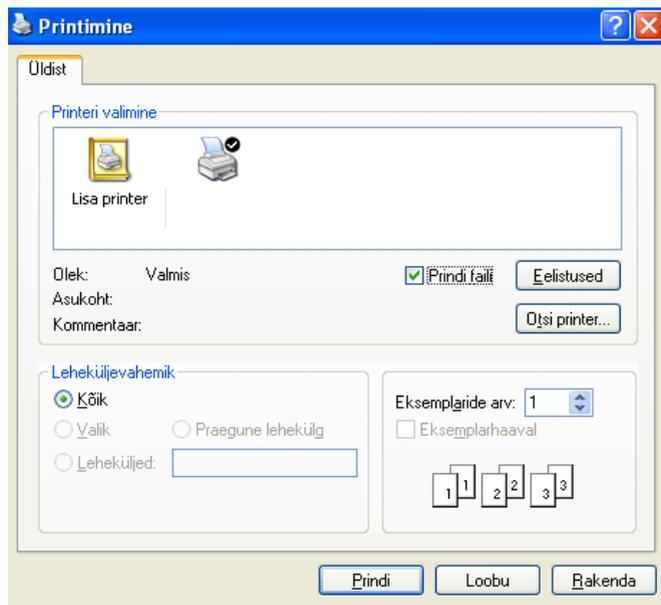 Printimine
Üldist
Printeri valimine
Lisa printer
Olek: Valmis
Prindi faili
Eelistused
Asukoht:
Kommentaar:
Otsi printer...
Leheküljevahemik
Kõik
Valik
Praegune lehekülg
Leheküljed:
Eksemplaride arv: 1
Eksemplarhaaval
1 1 2 2 3 3
Prindi
Loobu
Rakenda